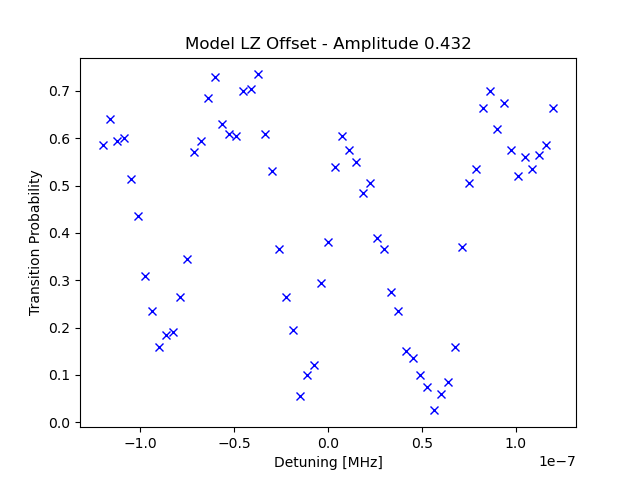 Model LZ Offset - Amplitude 0.432
Transition Probability
0.7
0.6
0.5
0.4
0.3
0.2
0.1
0.0
−1.0 −0.5 0.0 0.5 1.0
1e−7
Detuning [MHz]